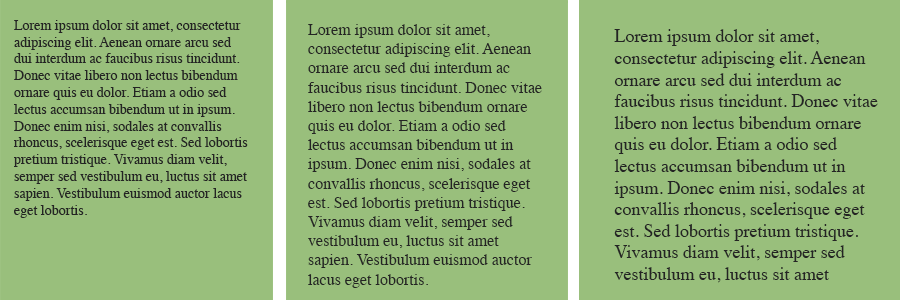 Lorem ipsum dolor sit amet, consectetur
adipiscing elit. Aenean ornare arcu sed
dui interdum ac faucibus risus tincidunt.
Donec vitae libero non lectus bibendum
ornare quis eu dolor. Etiam a odio sed
lectus accumsan bibendum ut in ipsum.
Donec enim nisi, sodales at convallis
rhoncus, scelerisque eget est. Sed lobortis
pretium tristique. Vivamus diam velit,
semper sed vestibulum eu, luctus sit amet
sapien. Vestibulum euismod auctor lacus
eget lobortis.
Lorem ipsum dolor sit amet,
consectetur adipiscing elit. Aenean
ornare arcu sed dui interdum ac
faucibus risus tincidunt. Donec vitae
libero non lectus bibendum ornare
quis eu dolor. Etiam a odio sed
lectus accumsan bibendum ut in
ipsum. Donec enim nisi, sodales at
convallis rhoncus, scelerisque eget
est. Sed lobortis pretium tristique.
Vivamus diam velit, semper sed
vestibulum eu, luctus sit amet
sapien. Vestibulum euismod auctor
lacus eget lobortis.
Lorem ipsum dolor sit amet,
consectetur adipiscing elit. Aenean
ornare arcu sed dui interdum ac
faucibus risus tincidunt. Donec vitae
libero non lectus bibendum ornare
quis eu dolor. Etiam a odio sed
lectus accumsan bibendum ut in
ipsum. Donec enim nisi, sodales at
convallis rhoncus, scelerisque eget
est. Sed lobortis pretium tristique.
Vivamus diam velit, semper sed
vestibulum eu, luctus sit amet